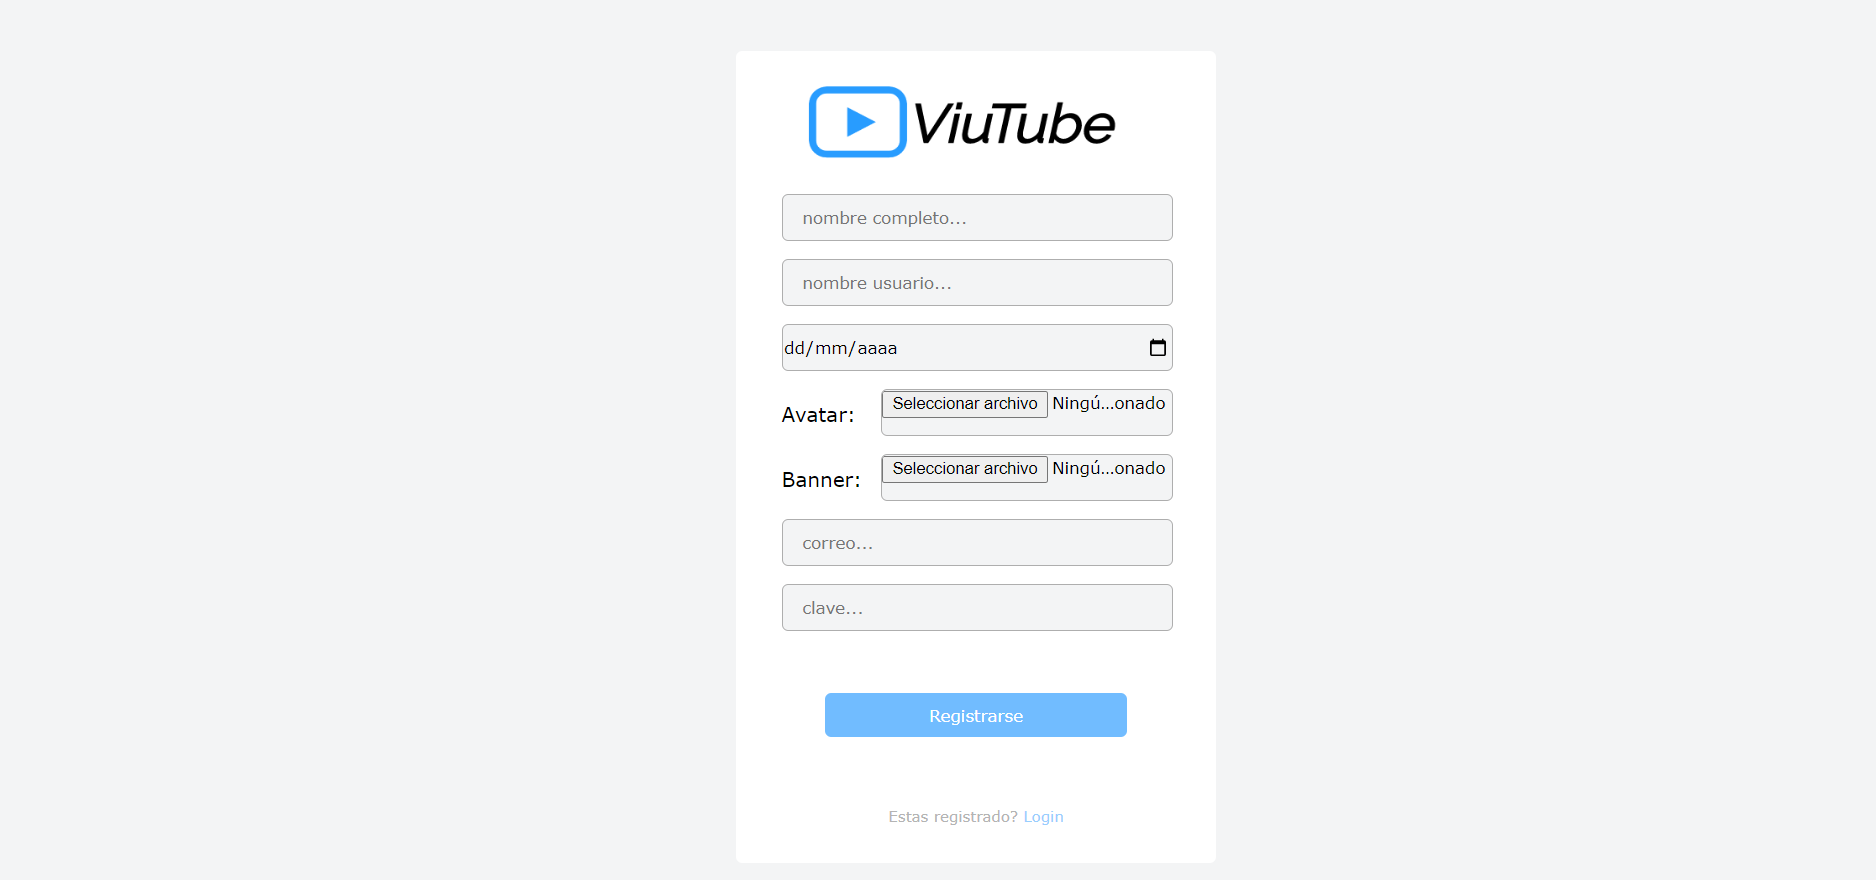 ViuTube
nombre completo...
nombre usuario...
dd/mm/aaaa
Avatar: Seleccionar archivo Ningú...onado
Banner: Seleccionar archivo Ningú...onado
correo...
clave...
Registrarse
Estas registrado? Login